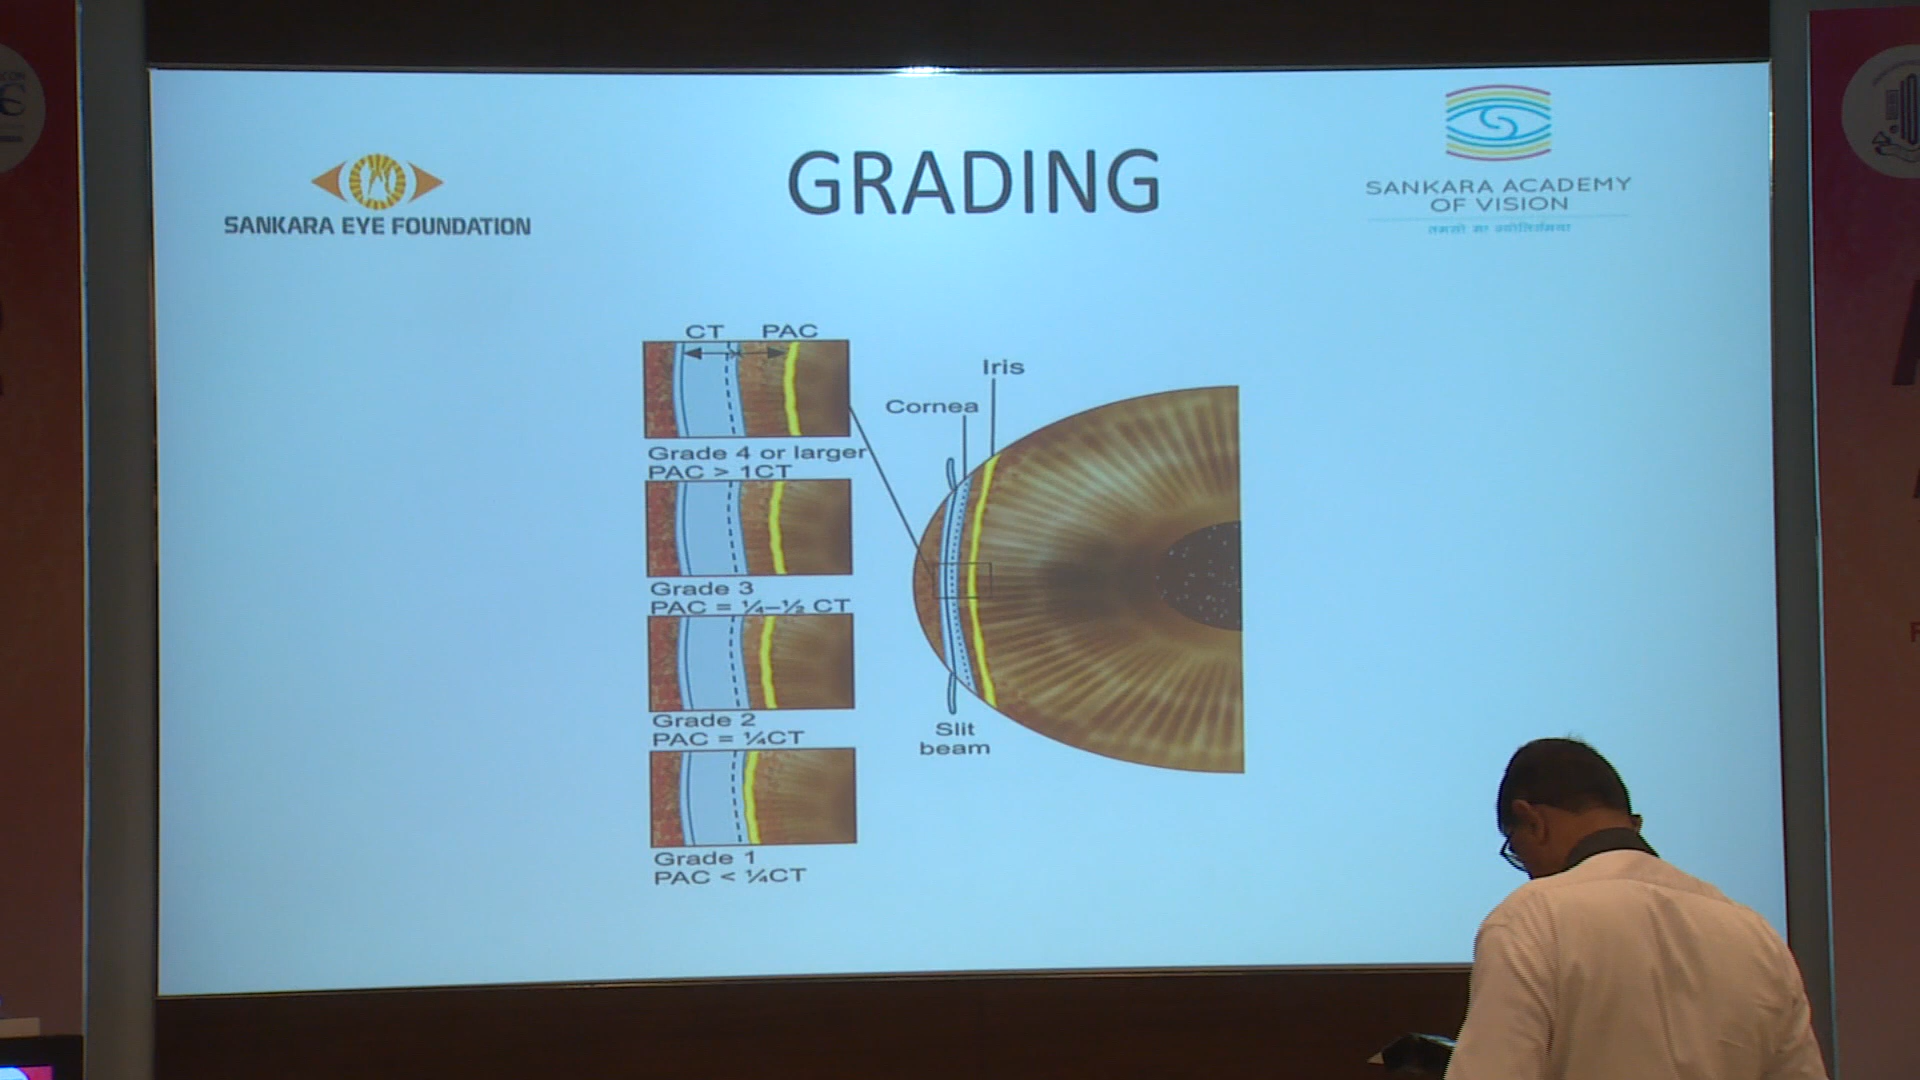 GRADING
SANKARA EYE FOUNDATION
SANKARA ACADEMY
OF VISION
CT PAC
Grade 4 or larger
PAC > 1CT
Grade 3
PAC = ¼–½ CT
Grade 2
PAC = ¼CT
Grade 1
PAC < ¼CT
Iris
Cornea
Slit
beam